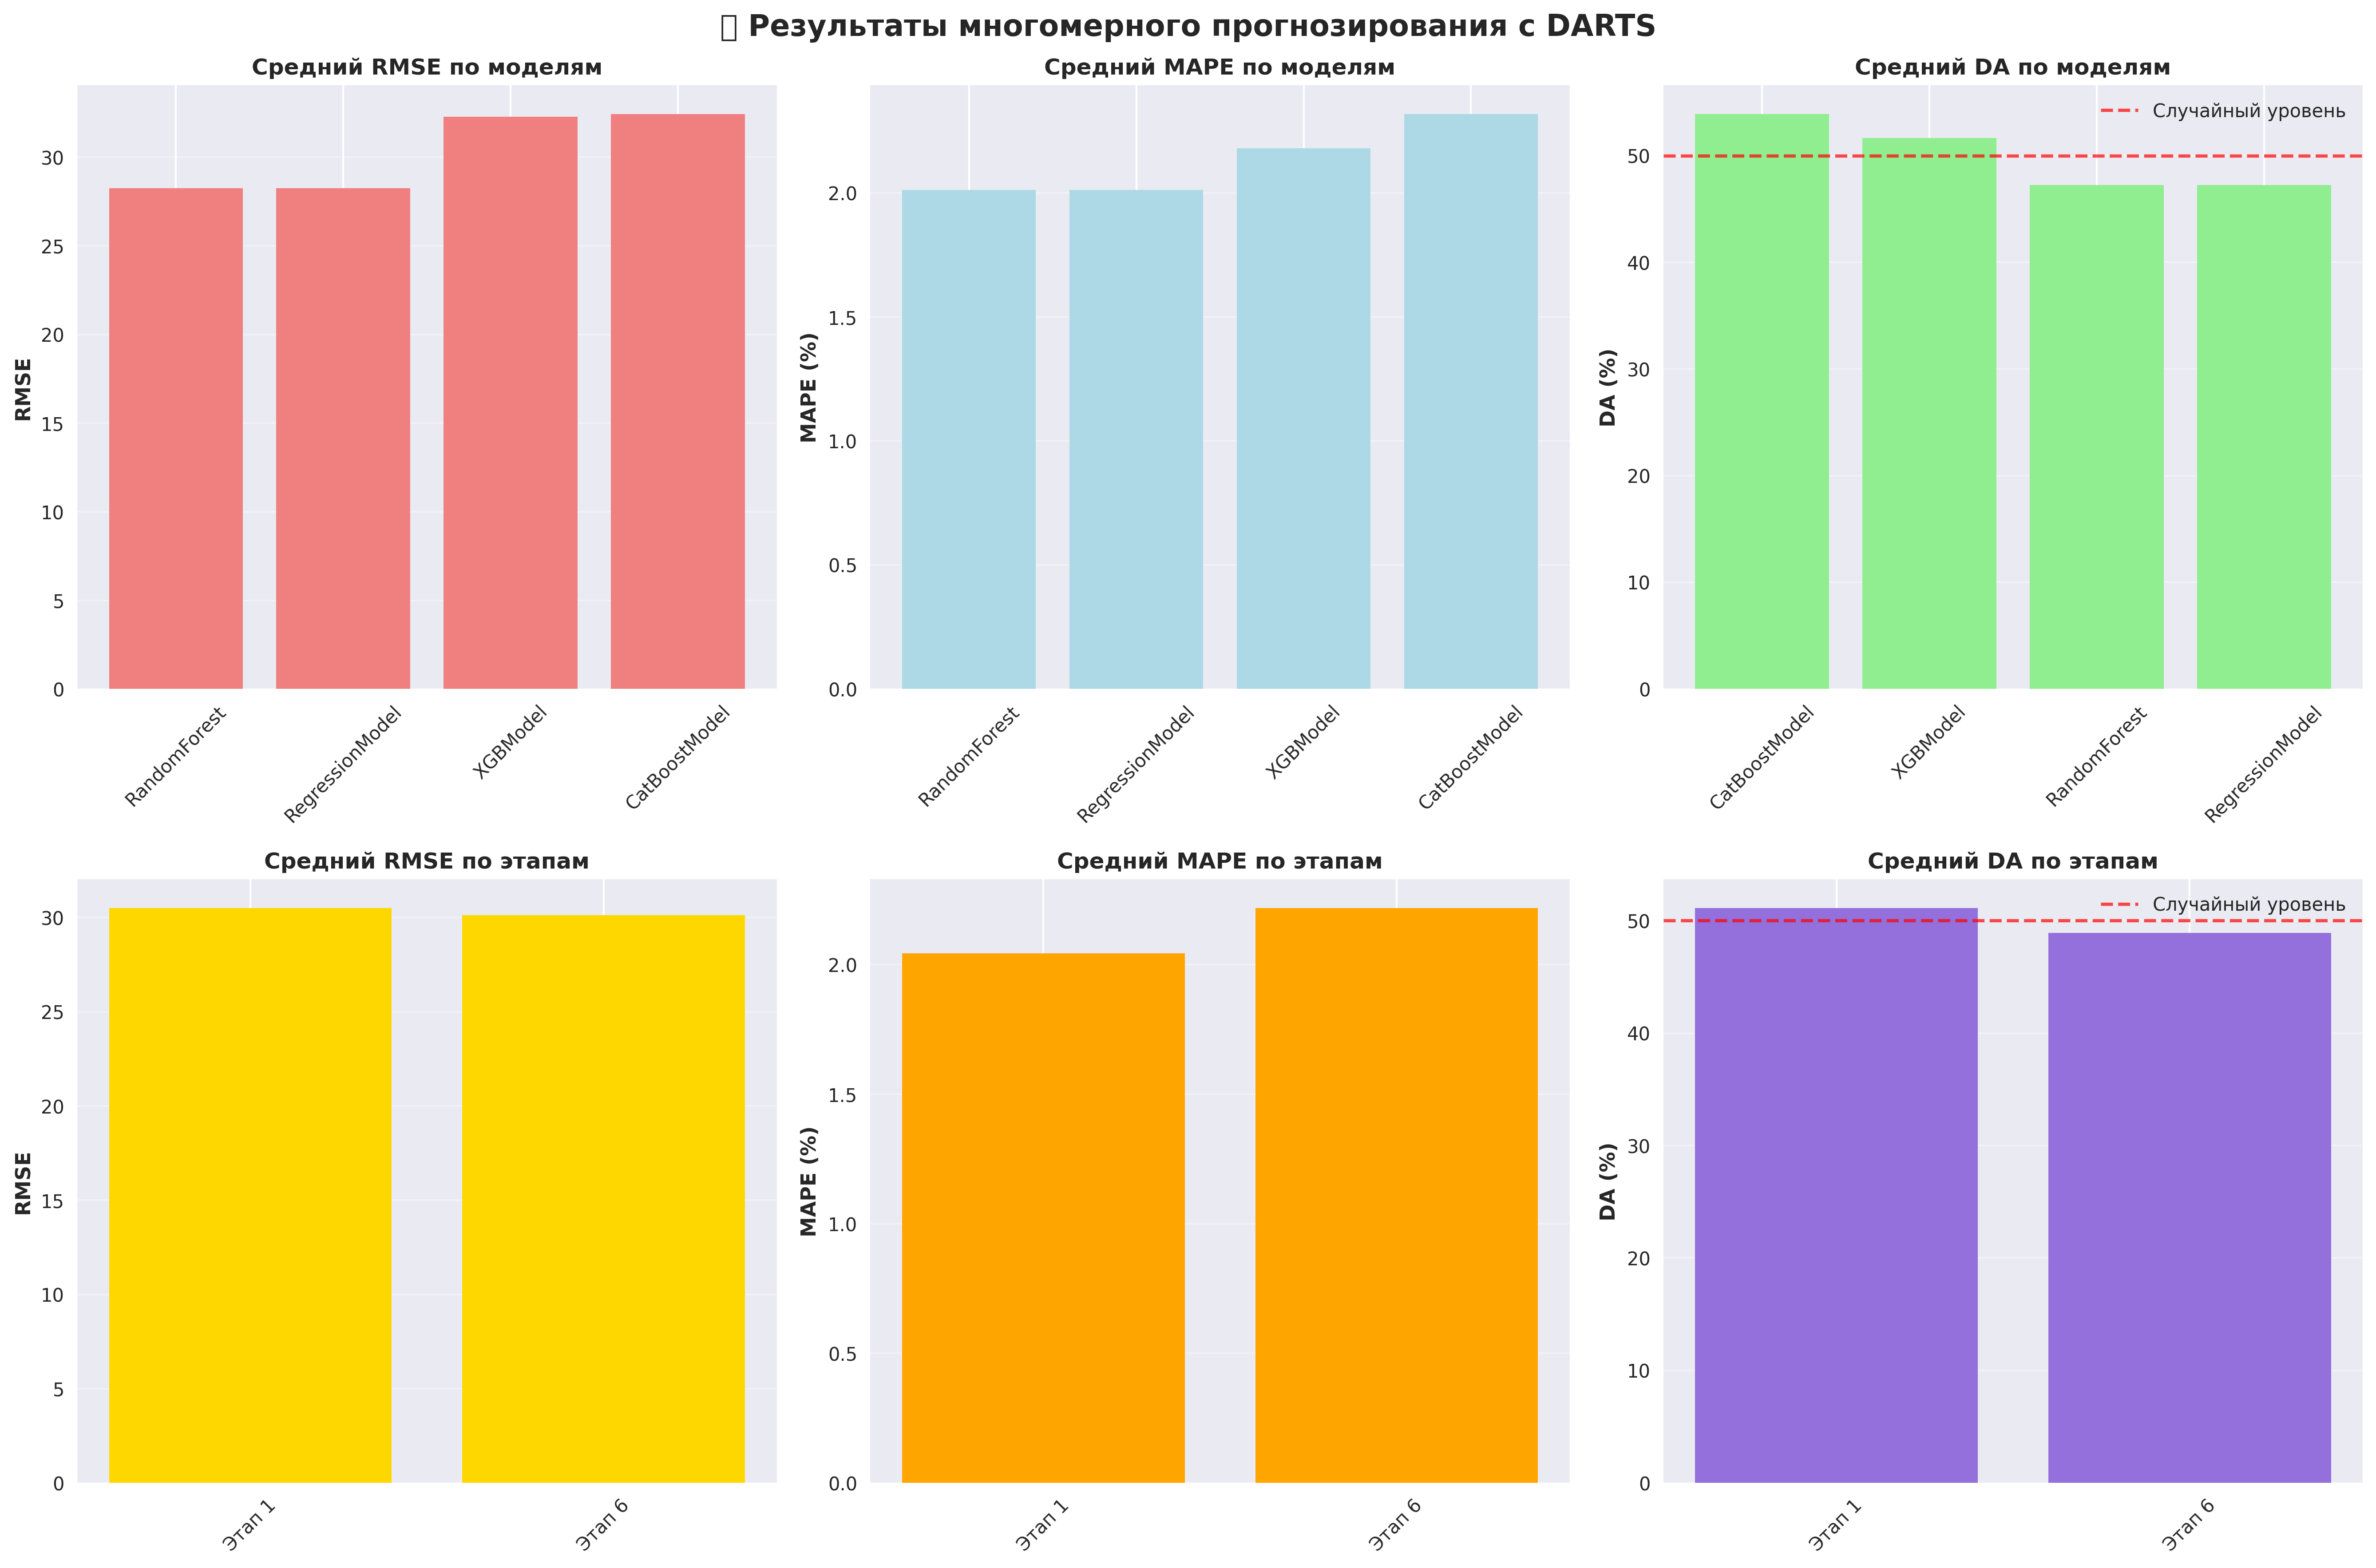 Результаты многомерного прогнозирования с DARTS
Средний RMSE по моделям
RMSE
30
25
20
15
10
5
0
RandomForest
RegressionModel
XGBModel
CatBoostModel
Средний MAPE по моделям
MAPE (%)
2.0
1.5
1.0
0.5
0.0
RandomForest
RegressionModel
XGBModel
CatBoostModel
Средний DA по моделям
Случайный уровень
DA (%)
50
40
30
20
10
0
CatBoostModel
XGBModel
RandomForest
RegressionModel
Средний RMSE по этапам
RMSE
30
25
20
15
10
5
0
Этап 1
Этап 6
Средний MAPE по этапам
MAPE (%)
2.0
1.5
1.0
0.5
0.0
Этап 1
Этап 6
Средний DA по этапам
Случайный уровень
DA (%)
50
40
30
20
10
0
Этап 1
Этап 6